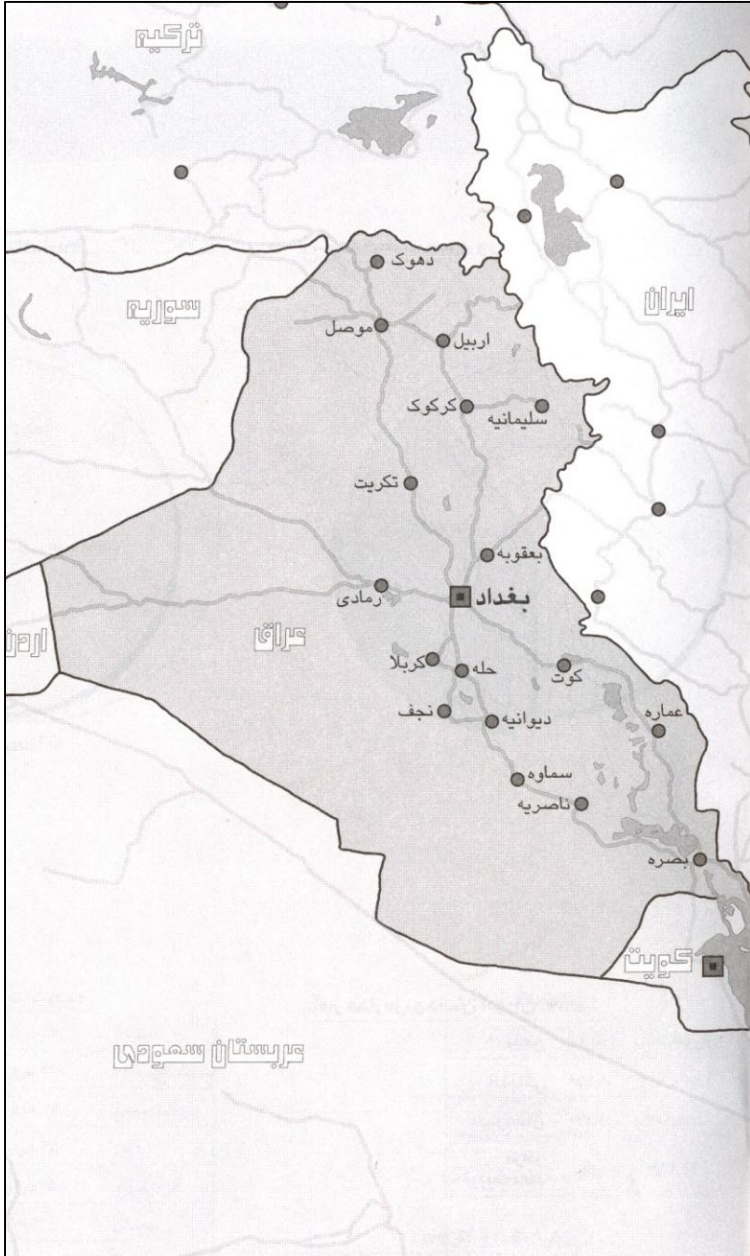 ترکیه
دهوک
سوریه
ایران
موصل
اربیل
کرکوک
سلیمانیه
تکریت
بعقوبه
بغداد
رمادی
اردن
عراق
کربلا
حله
کوت
نجف
دیوانیه
عماره
سماوه
ناصریه
بصره
کویت
عربستان سعودی